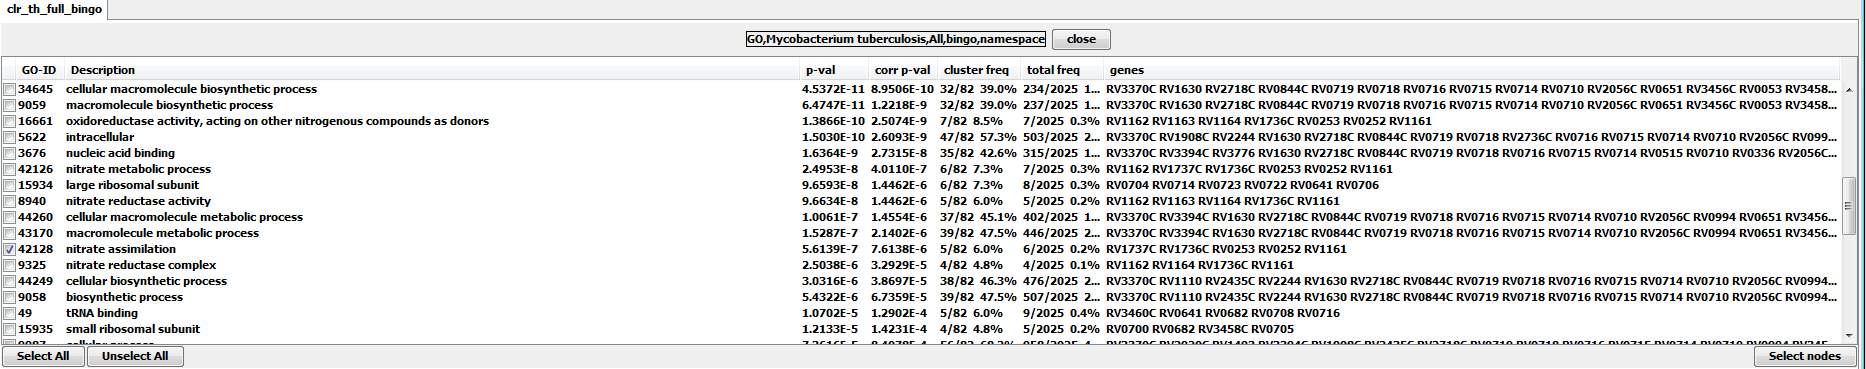 clr_th_full_bingo
GO,Mycobacterium tuberculosis,All,bingo,namespace close
GO-ID Description p-val corr p-val cluster freq total freq genes
34645 cellular macromolecule biosynthetic process 4.5372E-11 8.9506E-10 32/82 39.0% 234/2025 1... RV3370C RV1630 RV2718C RV0844C RV0719 RV0718 RV0716 RV0715 RV0714 RV0710 RV2056C RV0651 RV3456C RV0053 RV3458...
9059 macromolecule biosynthetic process 6.4747E-11 1.2218E-9 32/82 39.0% 237/2025 1... RV3370C RV1630 RV2718C RV0844C RV0719 RV0718 RV0716 RV0715 RV0714 RV0710 RV2056C RV0651 RV3456C RV0053 RV3458...
16661 oxidoreductase activity, acting on other nitrogenous compounds as donors 1.3866E-10 2.5074E-9 7/82 8.5% 7/2025 0.3% RV1162 RV1163 RV1164 RV1736C RV0253 RV0252 RV1161
5622 intracellular 1.5030E-10 2.6093E-9 47/82 57.3% 503/2025 2... RV3370C RV1908C RV2244 RV1630 RV2718C RV0844C RV0719 RV0718 RV2736C RV0716 RV0715 RV0714 RV0710 RV2056C RV099...
3676 nucleic acid binding 1.6364E-9 2.7315E-8 35/82 42.6% 315/2025 1... RV3370C RV3394C RV3776 RV1630 RV2718C RV0844C RV0719 RV0718 RV0716 RV0715 RV0714 RV0515 RV0710 RV0336 RV2056C...
42126 nitrate metabolic process 2.4953E-8 4.0110E-7 6/82 7.3% 7/2025 0.3% RV1162 RV1737C RV1736C RV0253 RV0252 RV1161
15934 large ribosomal subunit 9.6593E-8 1.4462E-6 6/82 7.3% 8/2025 0.3% RV0704 RV0714 RV0723 RV0722 RV0641 RV0706
8940 nitrate reductase activity 9.6634E-8 1.4462E-6 5/82 6.0% 5/2025 0.2% RV1162 RV1163 RV1164 RV1736C RV1161
44260 cellular macromolecule metabolic process 1.0061E-7 1.4554E-6 37/82 45.1% 402/2025 1... RV3370C RV3394C RV1630 RV2718C RV0844C RV0719 RV0718 RV0716 RV0715 RV0714 RV0710 RV2056C RV0994 RV0651 RV3456...
43170 macromolecule metabolic process 1.5287E-7 2.1402E-6 39/82 47.5% 446/2025 2... RV3370C RV3394C RV1630 RV2718C RV0844C RV0719 RV0718 RV0716 RV0715 RV0714 RV0710 RV2056C RV0994 RV0651 RV3456...
42128 nitrate assimilation 5.6139E-7 7.6138E-6 5/82 6.0% 6/2025 0.2% RV1737C RV1736C RV0253 RV0252 RV1161
9325 nitrate reductase complex 2.5038E-6 3.2929E-5 4/82 4.8% 4/2025 0.1% RV1162 RV1164 RV1736C RV1161
44249 cellular biosynthetic process 3.0316E-6 3.8697E-5 38/82 46.3% 476/2025 2... RV3370C RV1110 RV2435C RV2244 RV1630 RV2718C RV0844C RV0719 RV0718 RV0716 RV0715 RV0714 RV0710 RV2056C RV0994...
9058 biosynthetic process 5.4322E-6 6.7359E-5 39/82 47.5% 507/2025 2... RV3370C RV1110 RV2435C RV2244 RV1630 RV2718C RV0844C RV0719 RV0718 RV0716 RV0715 RV0714 RV0710 RV2056C RV0994...
49 tRNA binding 1.0702E-5 1.2902E-4 5/82 6.0% 9/2025 0.4% RV3460C RV0641 RV0682 RV0708 RV0716
15935 small ribosomal subunit 1.2133E-5 1.4231E-4 4/82 4.8% 5/2025 0.2% RV0700 RV0682 RV3458C RV0705
Select All Unselect All Select nodes